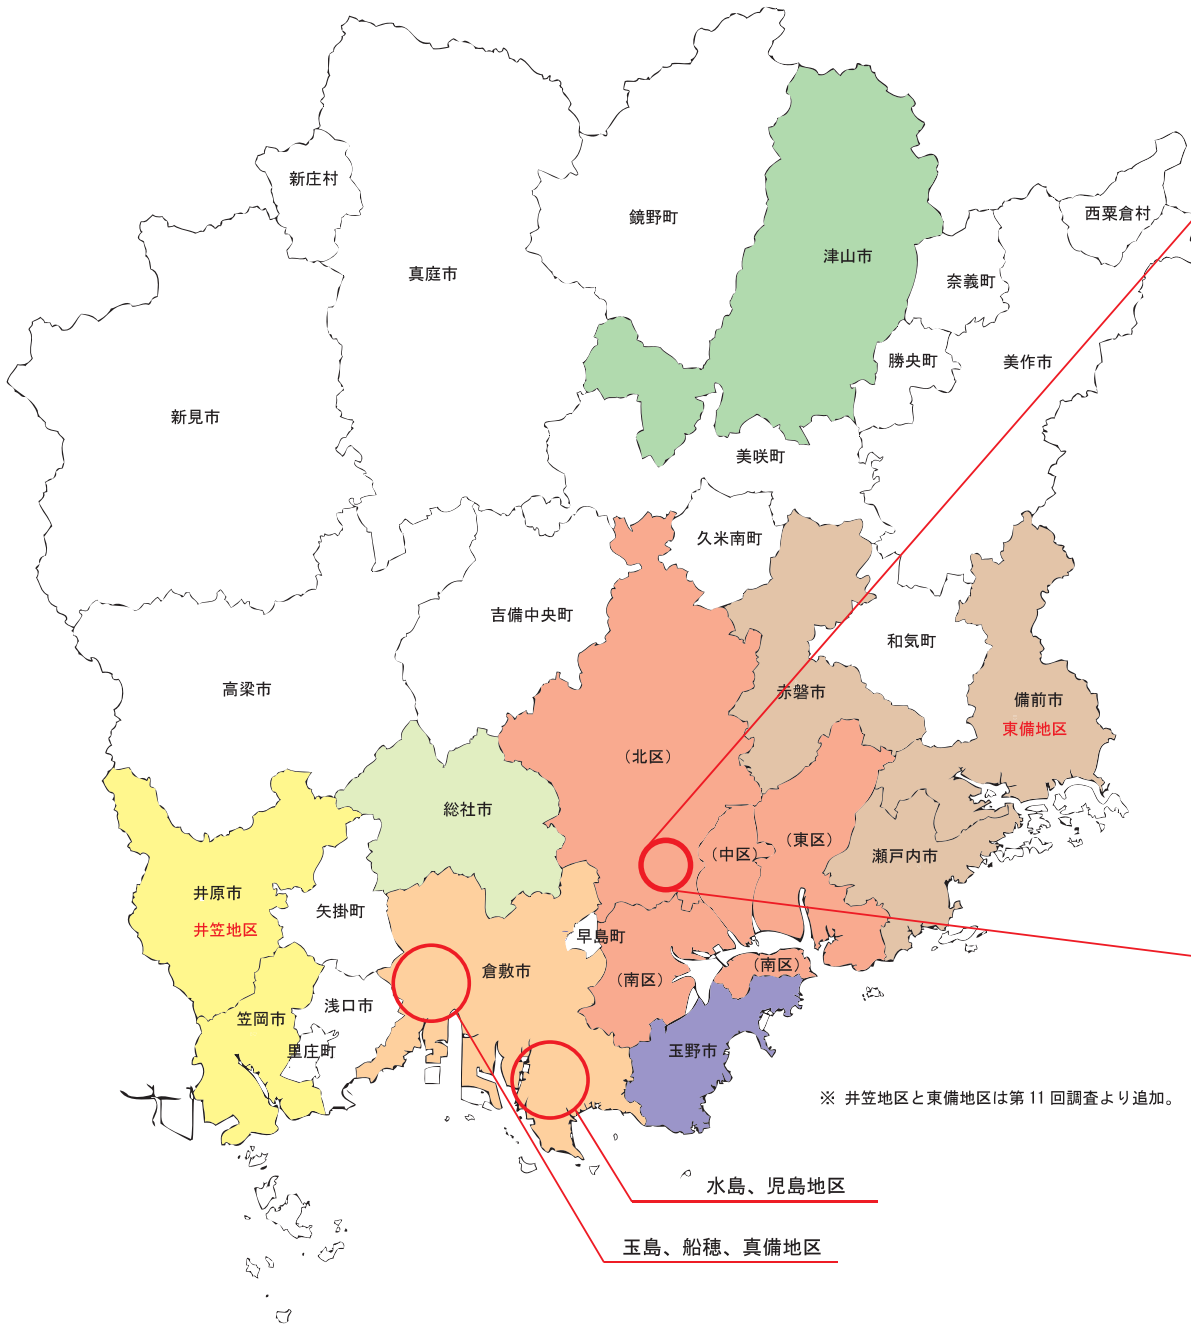 新庄村
西粟倉村
鏡野町
津山市
真庭市
奈義町
勝央町
美作市
新見市
美咲町
久米南町
吉備中央町
和気町
高梁市
赤磐市
備前市
東備地区
（北区）
総社市
（東区）
（中区）
瀬戸内市
井原市
矢掛町
井笠地区
早島町
倉敷市
（南区）
（南区）
浅口市
笠岡市
里庄町
玉野市
※ 井笠地区と東備地区は第11回調査より追加。
水島、児島地区
玉島、船穂、真備地区